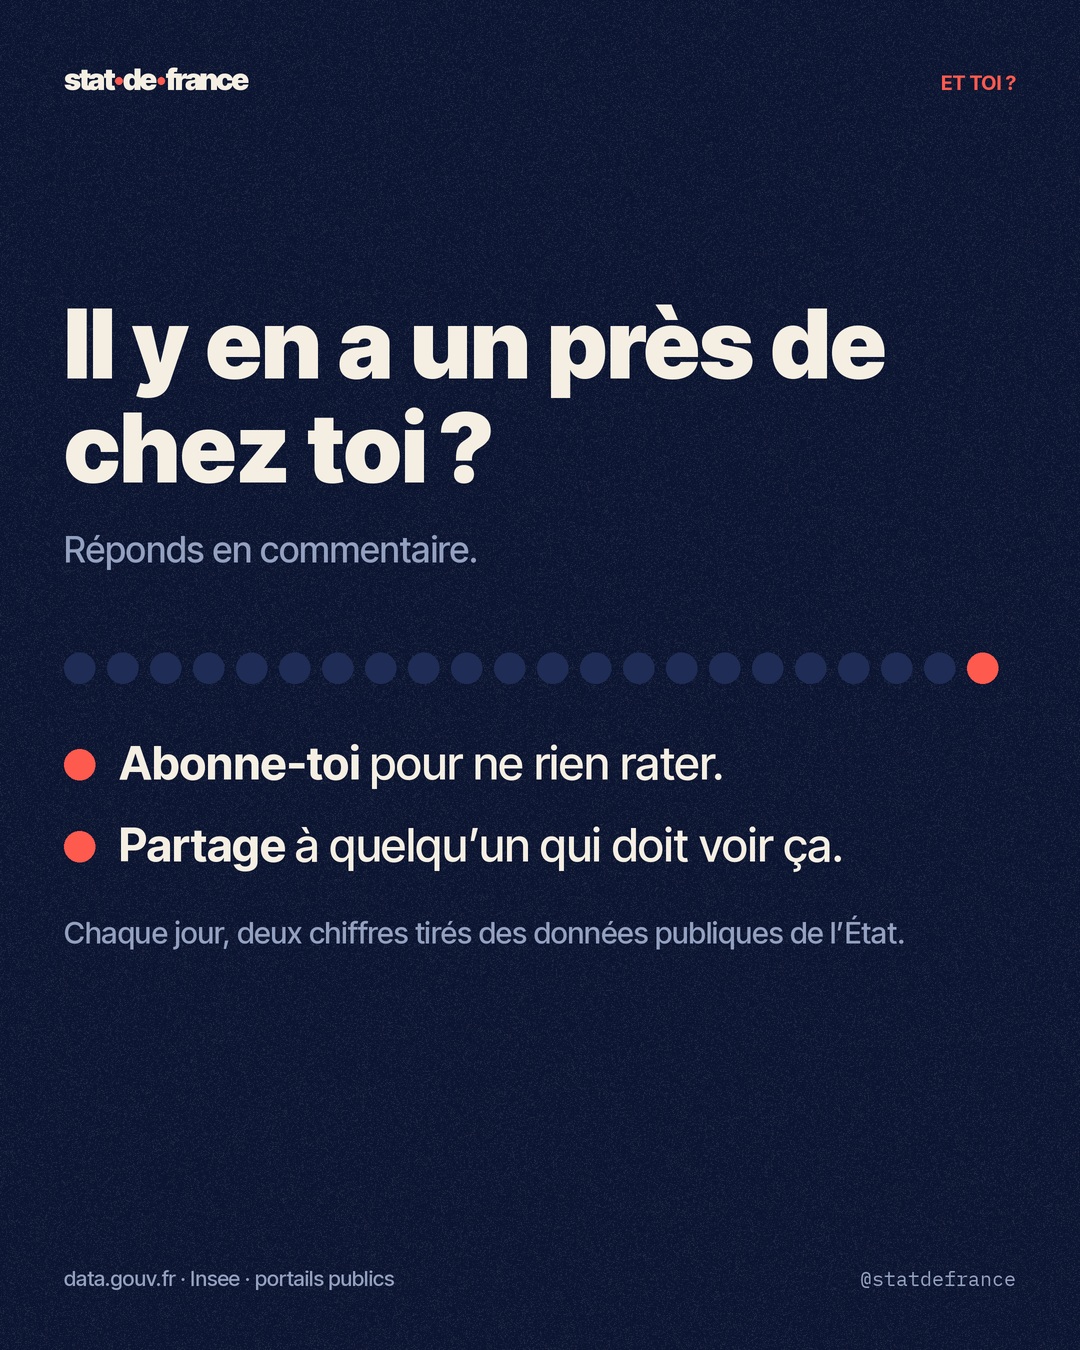 stat•de•france
ET TOI ?
Il y en a un près de
chez toi ?
Réponds en commentaire.
Abonne-toi pour ne rien rater.
Partage à quelqu’un qui doit voir ça.
Chaque jour, deux chiffres tirés des données publiques de l’État.
data.gouv.fr · Insee · portails publics
@statdefrance